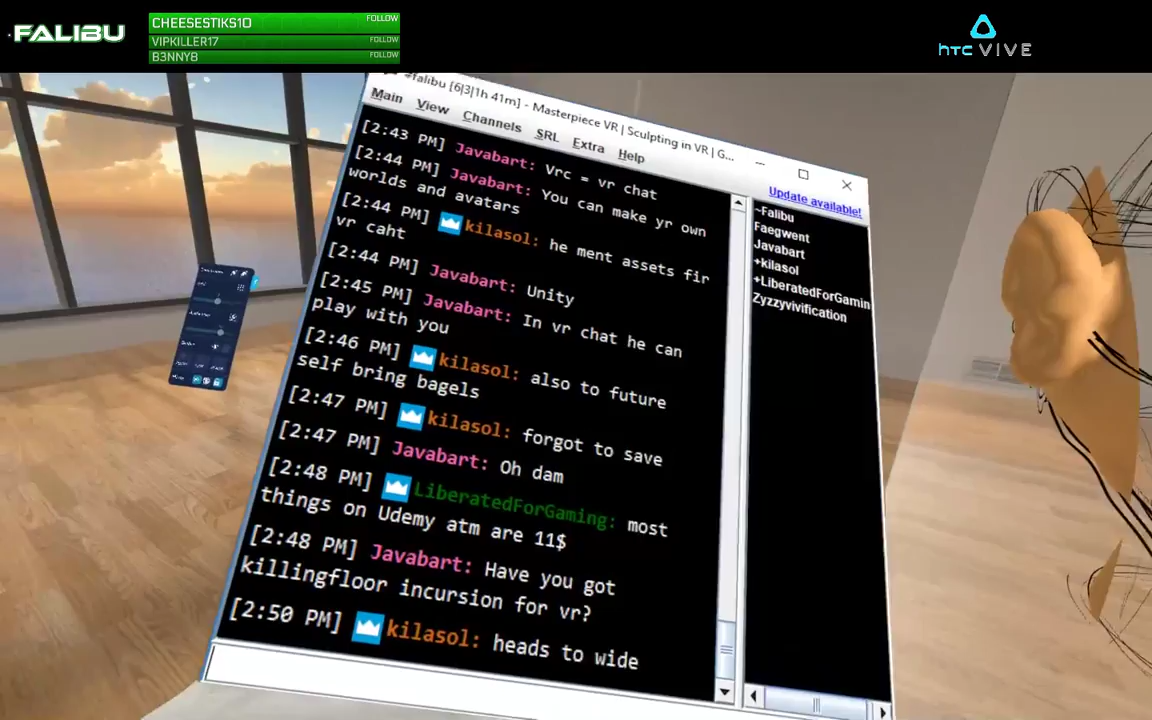 FALIBU
CHEESESTIKS10 FOLLOW
VIPKILLER17 FOLLOW
B3NNY8 FOLLOW
htc VIVE
#falibu [6|3|1h 41m] - Masterpiece VR | Sculpting in VR | G...
Main View Channels SRL Extra Help
Update available!
[2:43 PM] Javabart: Vrc = vr chat
[2:44 PM] Javabart: You can make yr own
worlds and avatars
[2:44 PM] kilasol: he ment assets fir
vr caht
[2:44 PM] Javabart: Unity
[2:45 PM] Javabart: In vr chat he can
play with you
[2:46 PM] kilasol: also to future
self bring bagels
[2:47 PM] kilasol: forgot to save
[2:47 PM] Javabart: Oh dam
[2:48 PM] LiberatedForGaming: most
things on Udemy atm are 11$
[2:48 PM] Javabart: Have you got
killingfloor incursion for vr?
[2:50 PM] kilasol: heads to wide
~Falibu
Faegwent
Javabart
+kilasol
+LiberatedForGamin
Zyzzyvivification